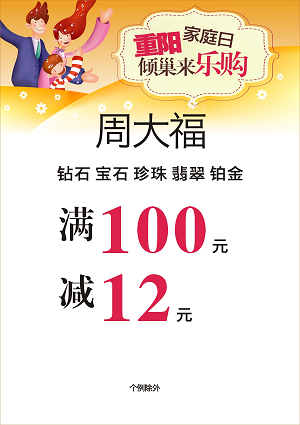 重阳家庭日
倾巢来乐购
周大福
钻石 宝石 珍珠 翡翠 铂金
满100元
减12元
个例除外